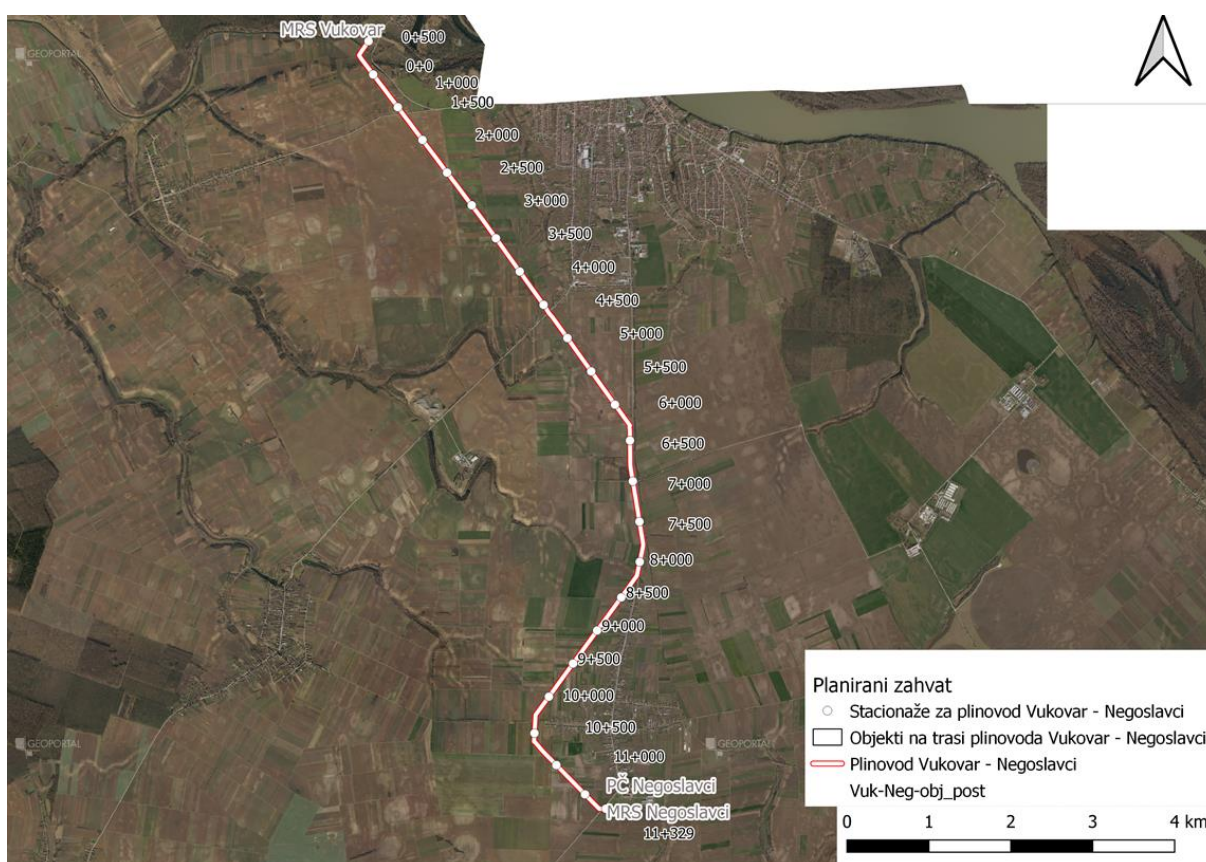 MRS Vukovar
0+500
GEOPORTAL
0+0
1+000
1+500
2+000
2+500
3+000
3+500
4+000
4+500
5+000
5+500
6+000
6+500
7+000
7+500
8+000
8+500
9+000
9+500
10+000
10+500
GEOPORTAL
GEOPORTAL
11+000
PČ Negoslavci
MRS Negoslavci
11+329
Planirani zahvat
Stacionaže za plinovod Vukovar - Negoslavci
Objekti na trasi plinovoda Vukovar - Negoslavci
Plinovod Vukovar - Negoslavci
Vuk-Neg-obj_post
0 1 2 3 4 km